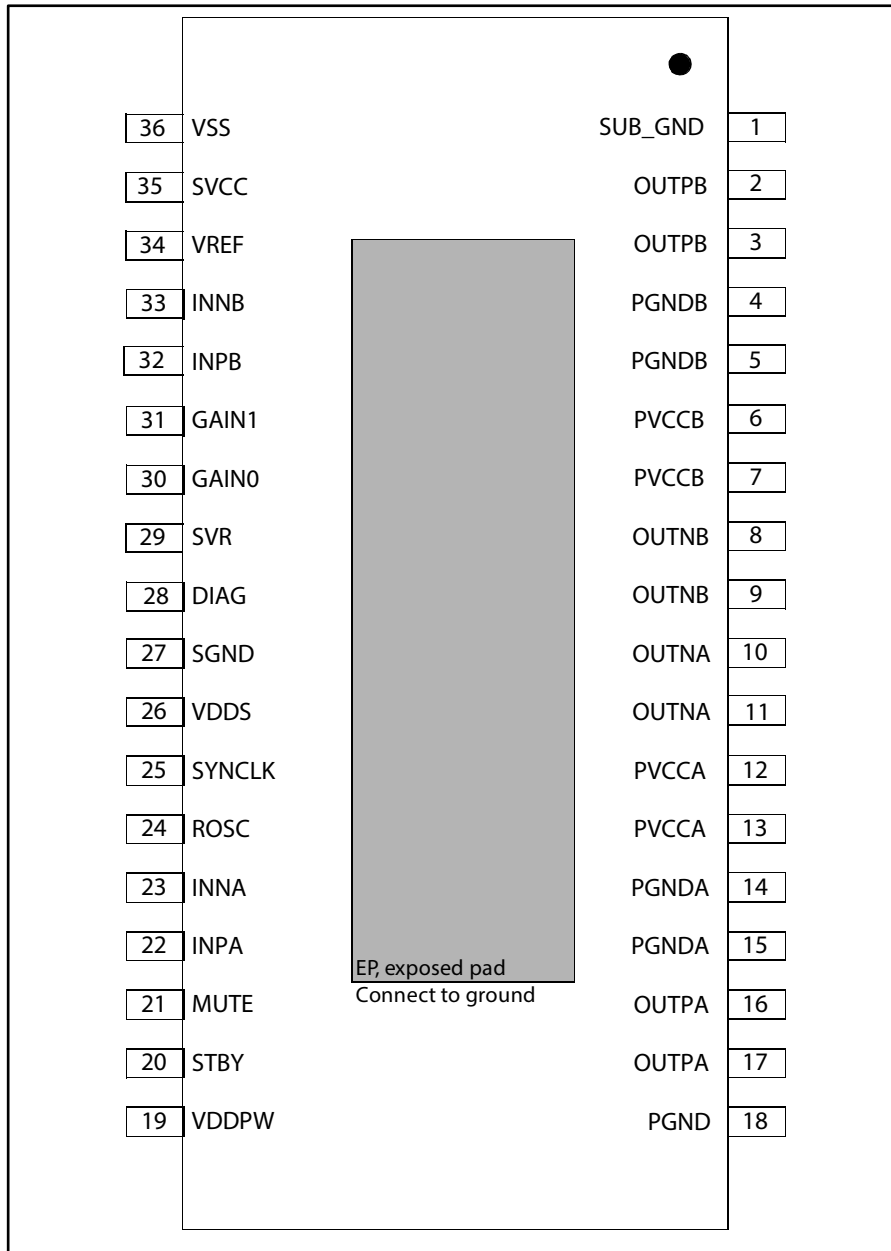 36 VSS SUB_GND 1
35 SVCC OUTPB 2
34 VREF OUTPB 3
33 INNB PGNDB 4
32 INPB PGNDB 5
31 GAIN1 PVCCB 6
30 GAIN0 PVCCB 7
29 SVR OUTNB 8
28 DIAG OUTNB 9
27 SGND OUTNA 10
26 VDDS OUTNA 11
25 SYNCLK PVCCA 12
24 ROSC PVCCA 13
23 INNA PGNDA 14
22 INPA PGNDA 15
EP, exposed pad
Connect to ground
21 MUTE OUTPA 16
20 STBY OUTPA 17
19 VDDPW PGND 18